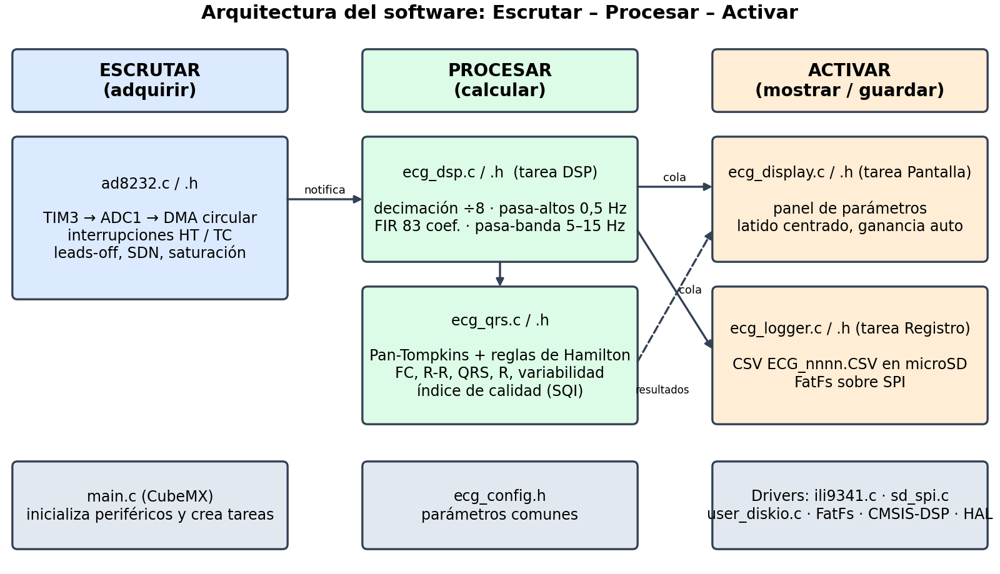 Arquitectura del software: Escrutar – Procesar – Activar
ESCRUTAR
(adquirir)
PROCESAR
(calcular)
ACTIVAR
(mostrar / guardar)
ad8232.c / .h
TIM3 → ADC1 → DMA circular
interrupciones HT / TC
leads-off, SDN, saturación
notifica
ecg_dsp.c / .h  (tarea DSP)
decimación ÷8 · pasa-altos 0,5 Hz
FIR 83 coef. · pasa-banda 5–15 Hz
cola
ecg_display.c / .h (tarea Pantalla)
panel de parámetros
latido centrado, ganancia auto
cola
ecg_qrs.c / .h
Pan-Tompkins + reglas de Hamilton
FC, R-R, QRS, R, variabilidad
índice de calidad (SQI)
resultados
ecg_logger.c / .h (tarea Registro)
CSV ECG_nnnn.CSV en microSD
FatFs sobre SPI
main.c (CubeMX)
inicializa periféricos y crea tareas
ecg_config.h
parámetros comunes
Drivers: ili9341.c · sd_spi.c
user_diskio.c · FatFs · CMSIS-DSP · HAL